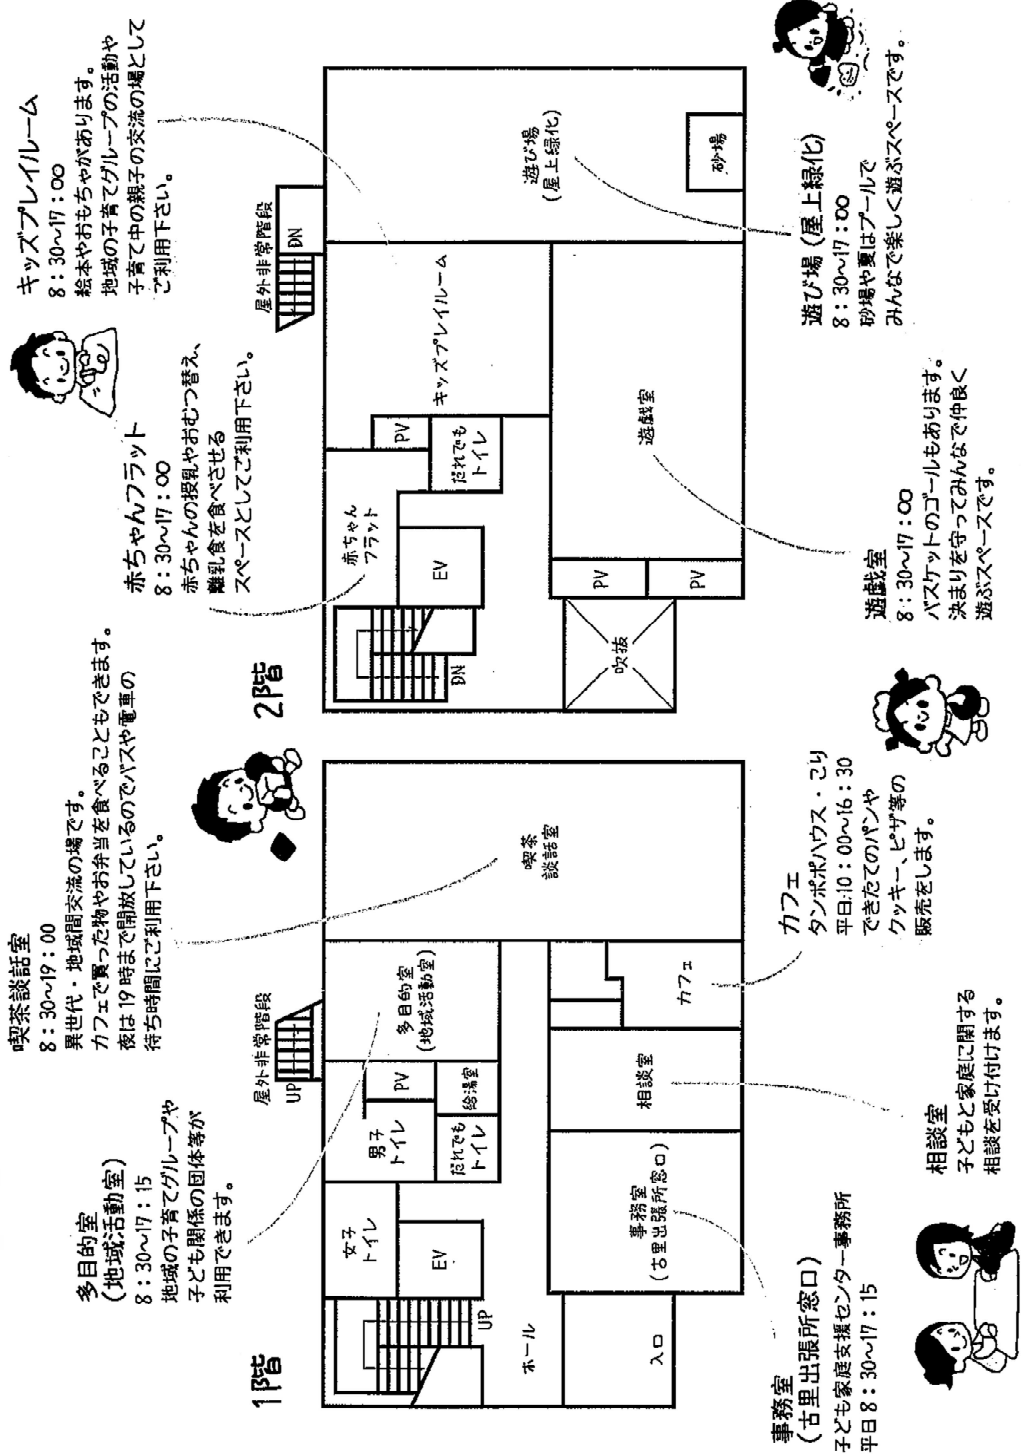 1階
多目的室
(地域活動室)
8:30~17:15
地域の子育てグループや
子ども関係の団体等が
利用できます。
喫茶談話室
8:30~19:00
異世代・地域間交流の場です。
カフェで買った物やお弁当を食べることもできます。
夜は19時まで開放しているのでバスや電車の
待ち時間にご利用下さい。
屋外非常階段
UP
女子
トイレ
男子
トイレ
PV
多目的室
(地域活動室)
喫茶
談話室
EV
だれでも
トイレ
給湯室
UP
ホール
入口
事務室
(古里出張所窓口)
相談室
カフェ
事務室
(古里出張所窓口)
子ども家庭支援センター事務所
平日8:30~17:15
相談室
子どもと家庭に関する
相談を受け付けます。
カフェ
タンポポハウス・こり
平日:10:00~16:30
できたてのパンや
クッキー、ピザ等の
販売をします。
2階
赤ちゃんフラット
8:30~17:00
赤ちゃんの授乳やおむつ替え、
離乳食を食べさせる
スペースとしてご利用下さい。
キッズプレイルーム
8:30~17:00
絵本やおもちゃがあります。
地域の子育てグループの活動や
子育て中の親子の交流の場として
ご利用下さい。
屋外非常階段
DN
赤ちゃん
フラット
PV
キッズプレイルーム
遊び場
(屋上緑化)
EV
だれでも
トイレ
DN
吹抜
PV
PV
遊戯室
砂場
遊戯室
8:30~17:00
バスケットのゴールもあります。
決まりを守ってみんなで仲良く
遊ぶスペースです。
遊び場(屋上緑化)
8:30~17:00
砂場や夏はプールで
みんなで楽しく遊ぶスペースです。